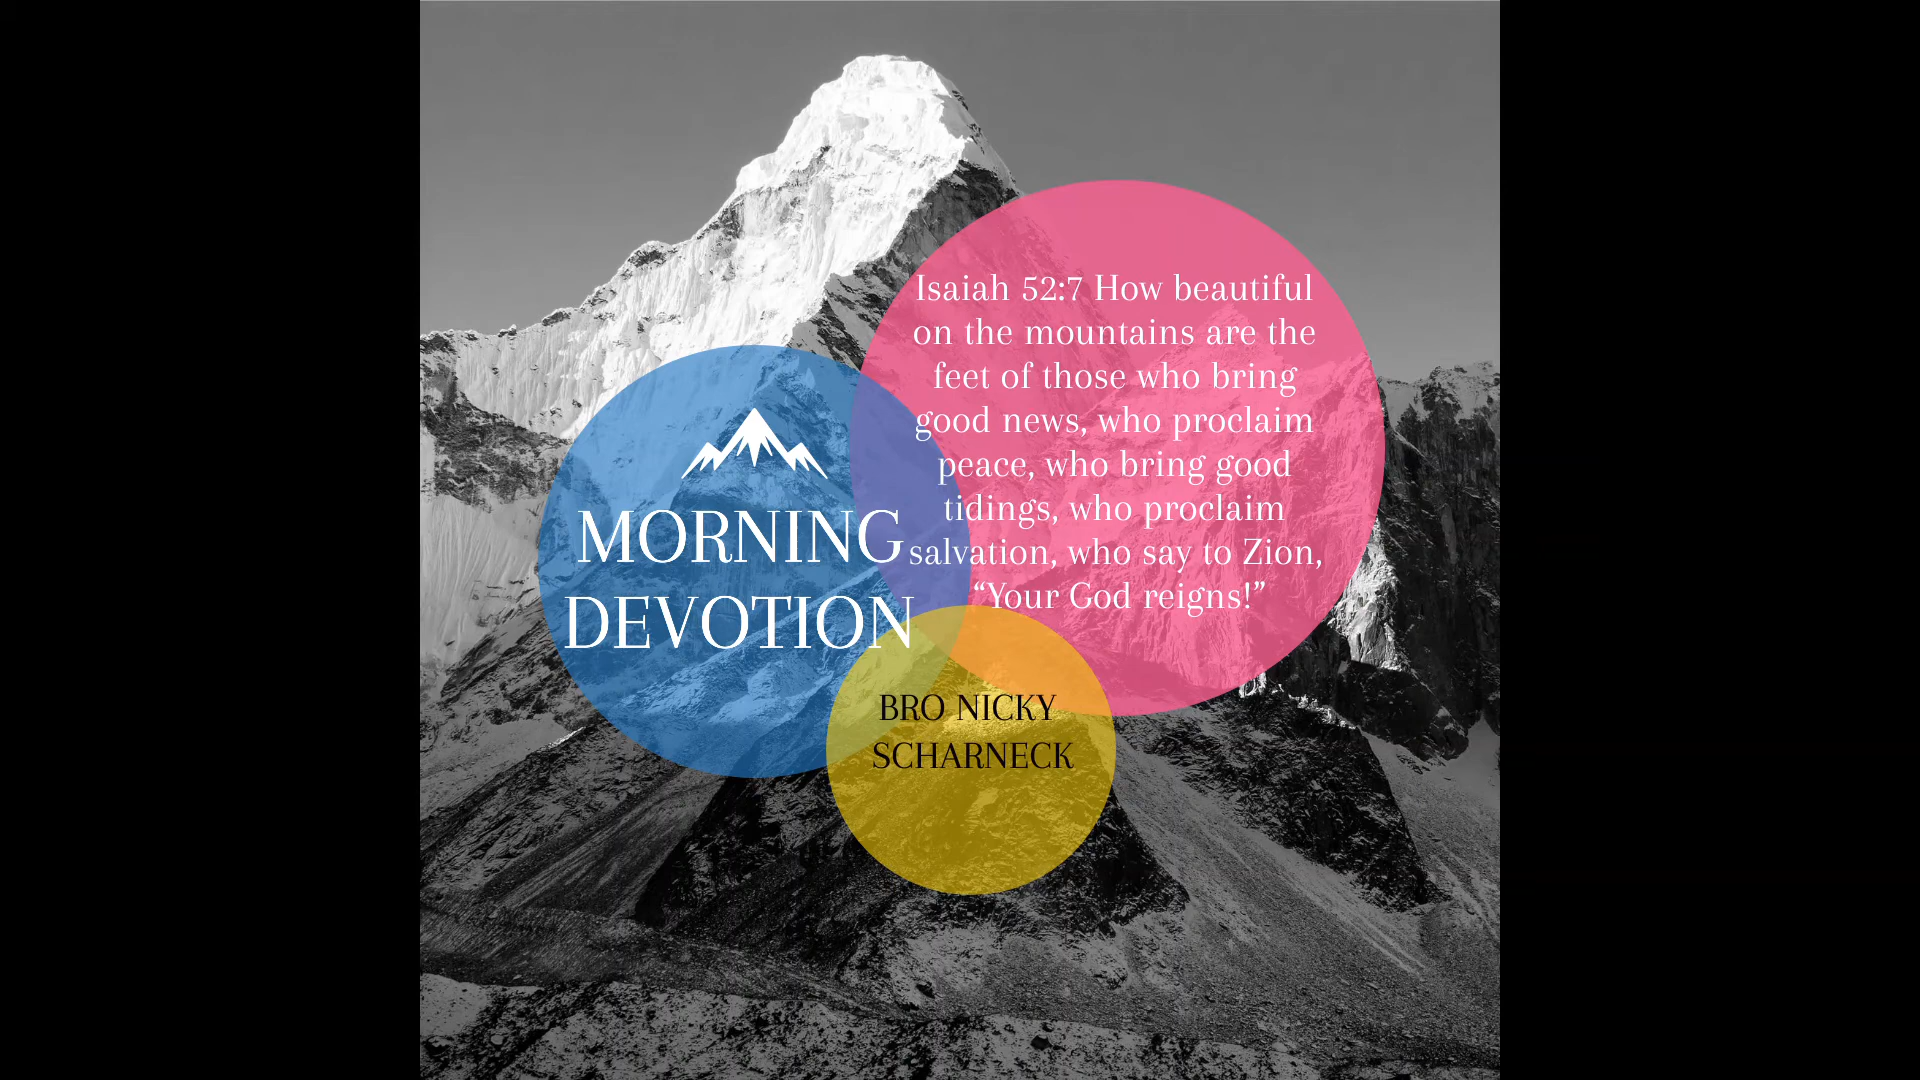 MORNING
DEVOTION
Isaiah 52:7 How beautiful
on the mountains are the
feet of those who bring
good news, who proclaim
peace, who bring good
tidings, who proclaim
salvation, who say to Zion,
“Your God reigns!”
BRO NICKY
SCHARNECK